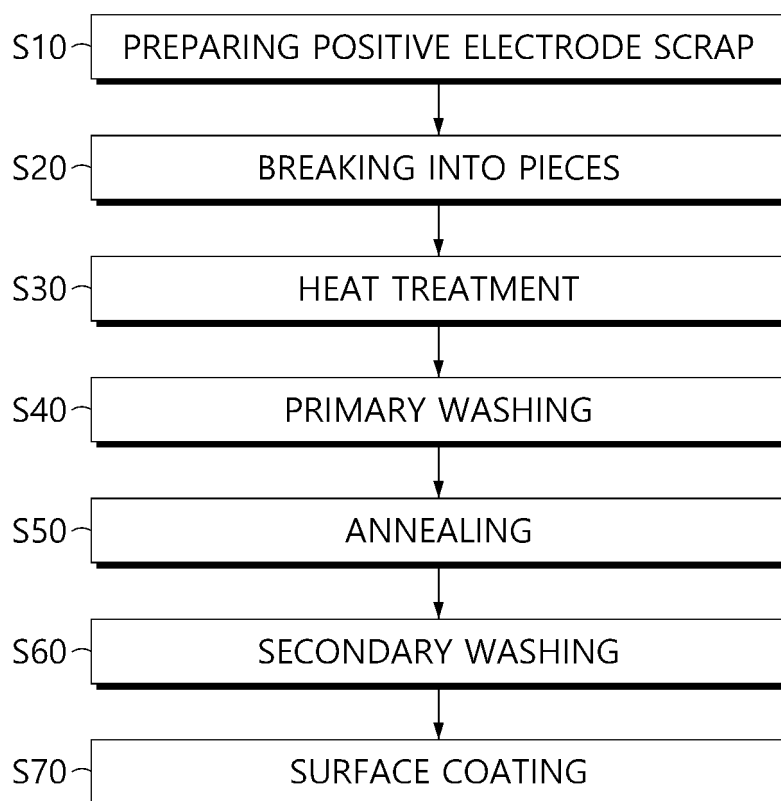 S10 PREPARING POSITIVE ELECTRODE SCRAP
S20 BREAKING INTO PIECES
S30 HEAT TREATMENT
S40 PRIMARY WASHING
S50 ANNEALING
S60 SECONDARY WASHING
S70 SURFACE COATING